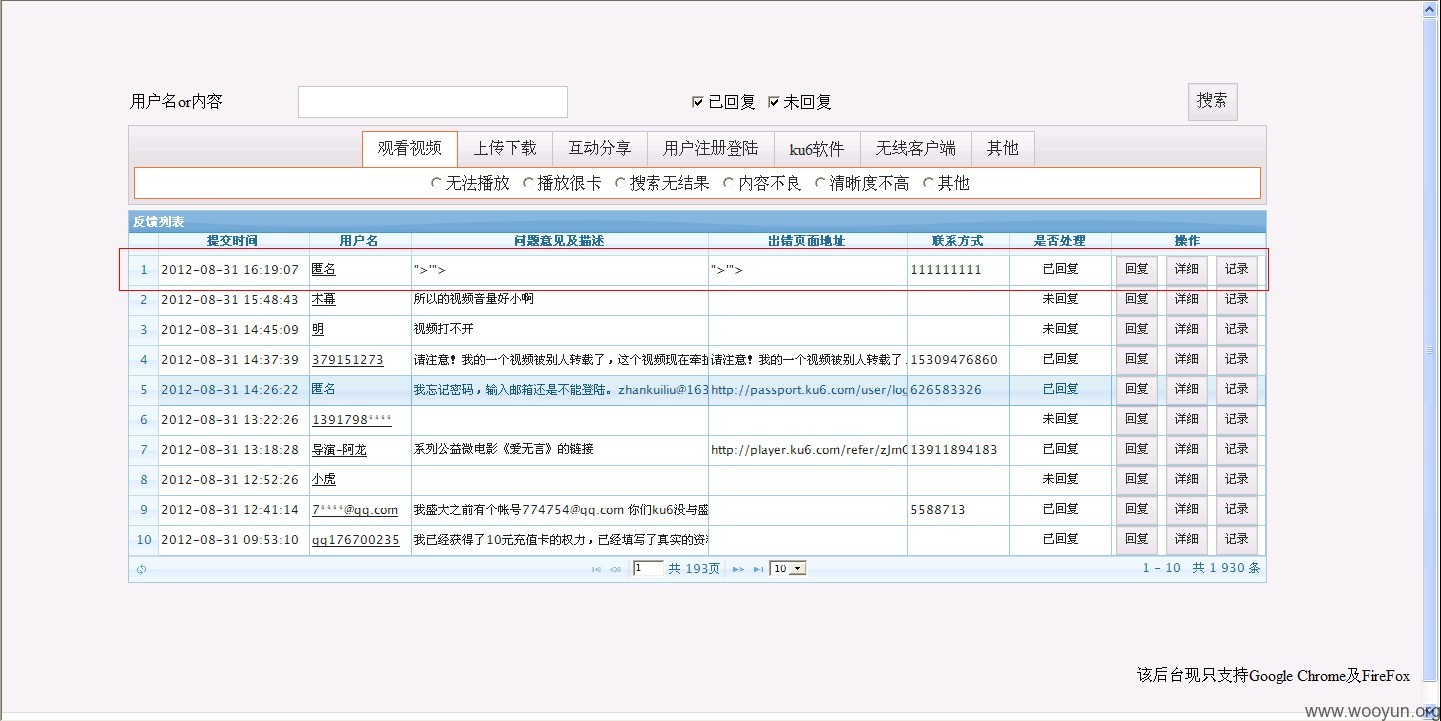 用户名or内容 已回复 未回复 搜索
观看视频 上传下载 互动分享 用户注册登陆 ku6软件 无线客户端 其他
无法播放 播放很卡 搜索无结果 内容不良 清晰度不高 其他
反馈列表
提交时间 用户名 问题意见及描述 出错页面地址 联系方式 是否处理 操作
1 2012-08-31 16:19:07 匿名 ">'"> ">'"> 111111111 已回复 回复 详细 记录
2 2012-08-31 15:48:43 木幕 所以的视频音量好小啊 未回复 回复 详细 记录
3 2012-08-31 14:45:09 明 视频打不开 未回复 回复 详细 记录
4 2012-08-31 14:37:39 379151273 请注意！我的一个视频被别人转载了，这个视频现在牵扯 请注意！我的一个视频被别人转载了， 15309476860 已回复 回复 详细 记录
5 2012-08-31 14:26:22 匿名 我忘记密码，输入邮箱还是不能登陆。zhankuiliu@163 http://passport.ku6.com/user/log 626583326 已回复 回复 详细 记录
6 2012-08-31 13:22:26 1391798**** 未回复 回复 详细 记录
7 2012-08-31 13:18:28 导演-阿龙 系列公益微电影《爱无言》的链接 http://player.ku6.com/refer/zJm 13911894183 已回复 回复 详细 记录
8 2012-08-31 12:52:26 小虎 未回复 回复 详细 记录
9 2012-08-31 12:41:14 7****@qq.com 我盛大之前有个帐号774754@qq.com 你们ku6没与盛 5588713 已回复 回复 详细 记录
10 2012-08-31 09:53:10 qq176700235 我已经获得了10元充值卡的权力，已经填写了真实的资 已回复 回复 详细 记录
1 共 193页 10 1 - 10 共 1 930 条
该后台现只支持Google Chrome及FireFox
www.wooyun.org